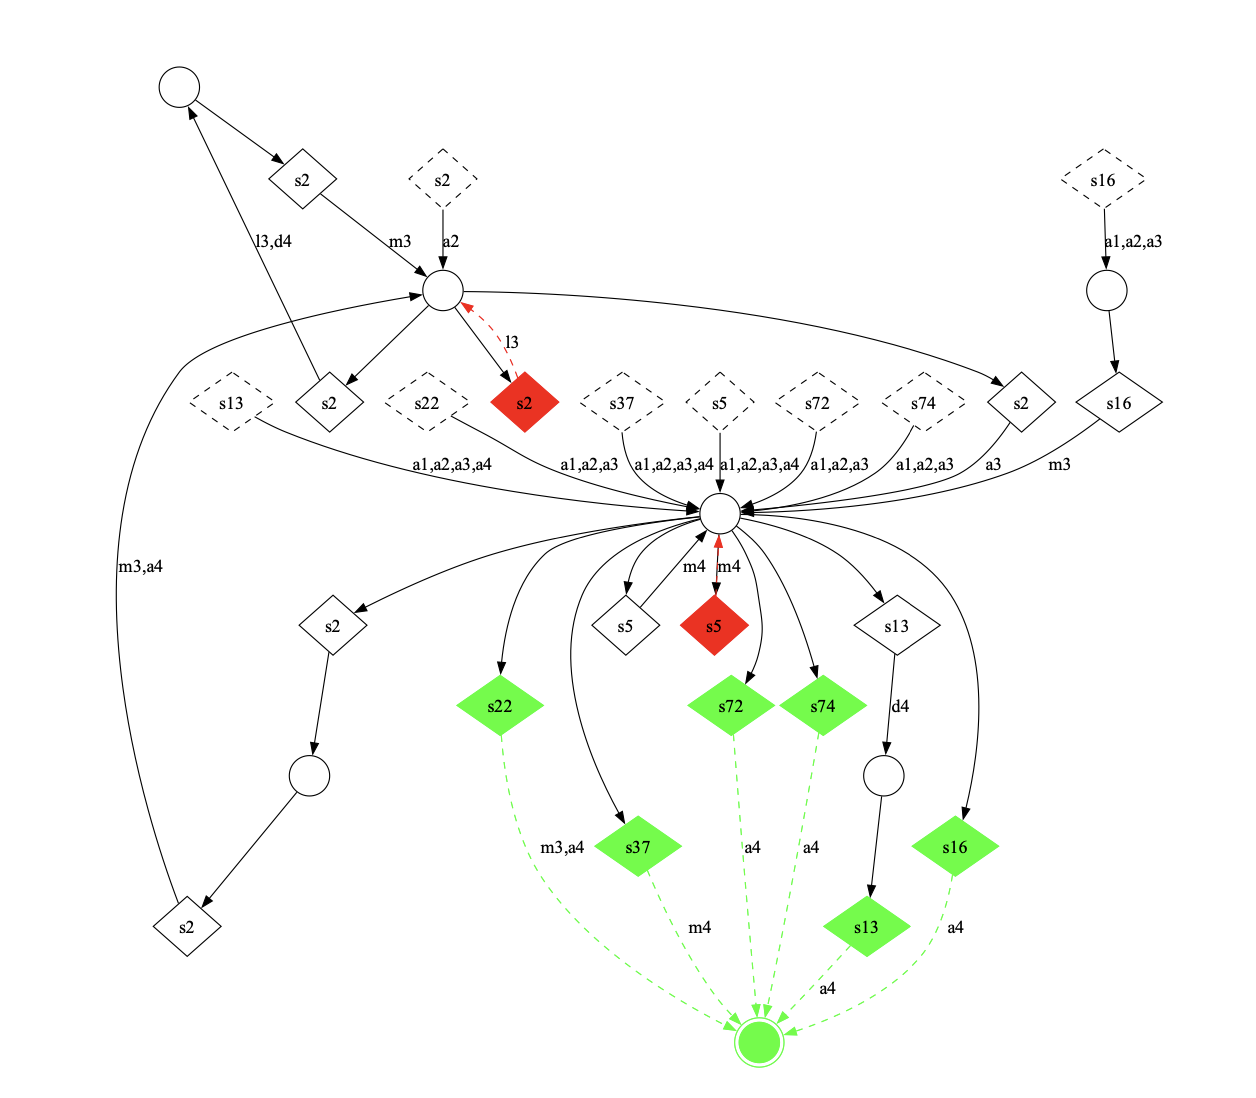 s2
s2
s16
l3,d4
m3
a2
a1,a2,a3
l3
s13
s2
s22
s2
s37
s5
s72
s74
s2
s16
a1,a2,a3,a4
a1,a2,a3
a1,a2,a3,a4
a1,a2,a3,a4
a1,a2,a3
a1,a2,a3
a3
m3
m3,a4
m4
m4
s2
s5
s5
s13
s22
s72
s74
d4
m3,a4
s37
a4
a4
s16
s2
m4
s13
a4
a4